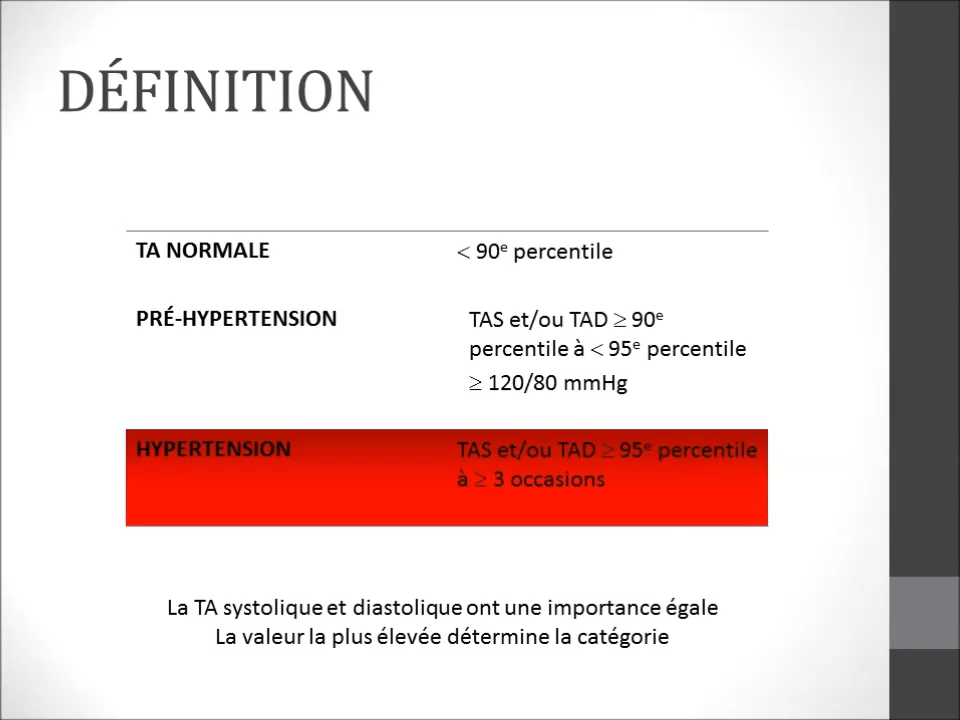 DÉFINITION
TA NORMALE < 90e percentile
PRÉ-HYPERTENSION TAS et/ou TAD ≥ 90e
percentile à < 95e percentile
≥ 120/80 mmHg
HYPERTENSION TAS et/ou TAD ≥ 95e percentile
à ≥ 3 occasions
La TA systolique et diastolique ont une importance égale
La valeur la plus élevée détermine la catégorie